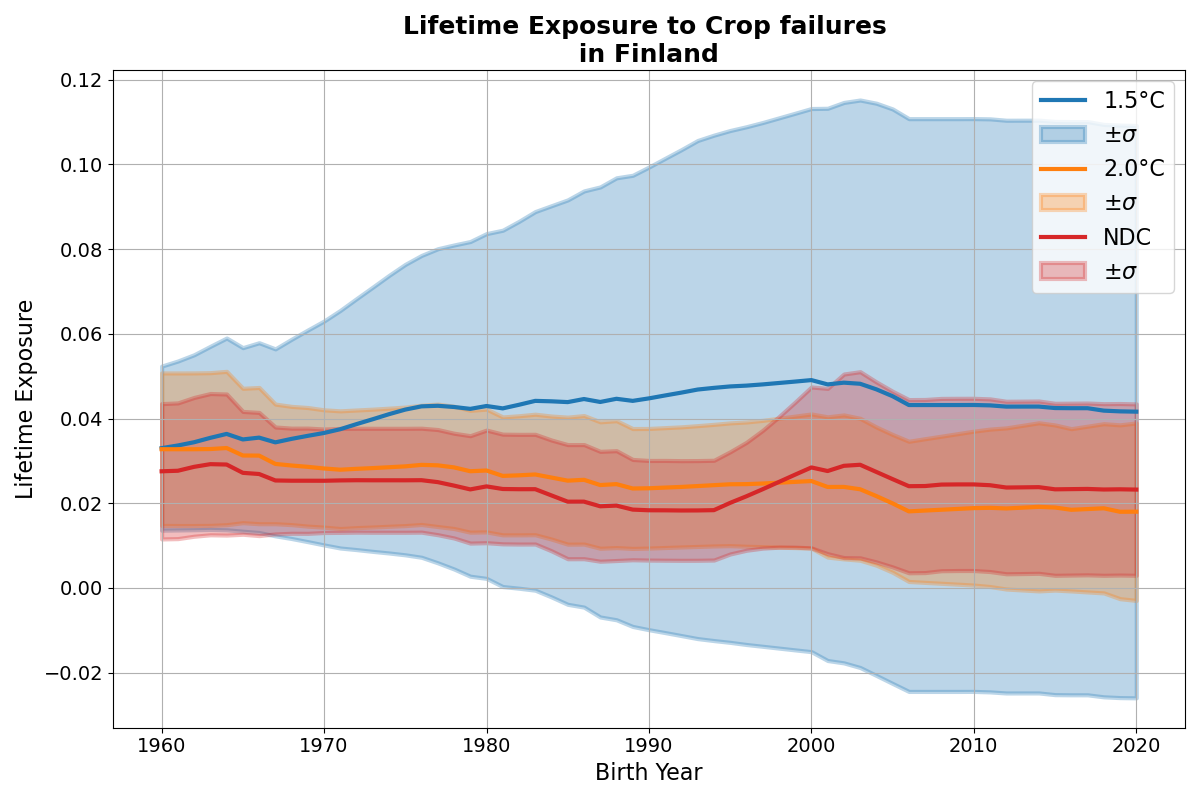 Lifetime Exposure to Crop failures
in Finland
0.12
0.10
0.08
0.06
0.04
0.02
0.00
−0.02
Lifetime Exposure
1960 1970 1980 1990 2000 2010 2020
Birth Year
1.5°C
±σ
2.0°C
±σ
NDC
±σ